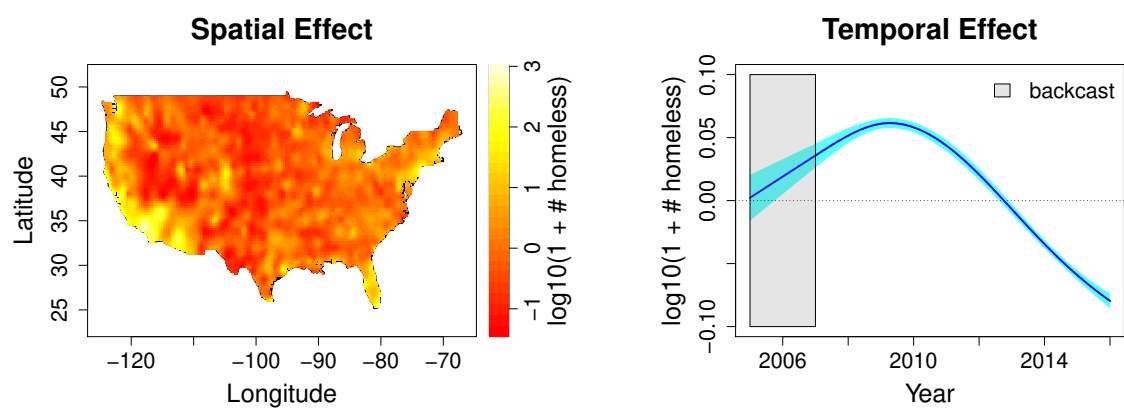 Spatial Effect
50
45
40
35
30
25
Latitude
−120
−100
−90
−80
−70
Longitude
3
2
1
0
−1
log10(1 + # homeless)
Temporal Effect
0.10
0.05
0.00
−0.10
log10(1 + # homeless)
backcast
2006
2010
2014
Year